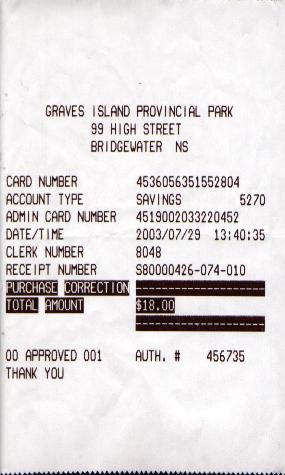 GRAVES ISLAND PROVINCIAL PARK
99 HIGH STREET
BRIDGEWATER NS
CARD NUMBER 4536056351552804
ACCOUNT TYPE SAVINGS 5270
ADMIN CARD NUMBER 4519002033220452
DATE/TIME 2003/07/29 13:40:35
CLERK NUMBER 8048
RECEIPT NUMBER S80000426-074-010
PURCHASE CORRECTION ----------------
TOTAL AMOUNT $18.00
----------------
00 APPROVED 001 AUTH. # 456735
THANK YOU